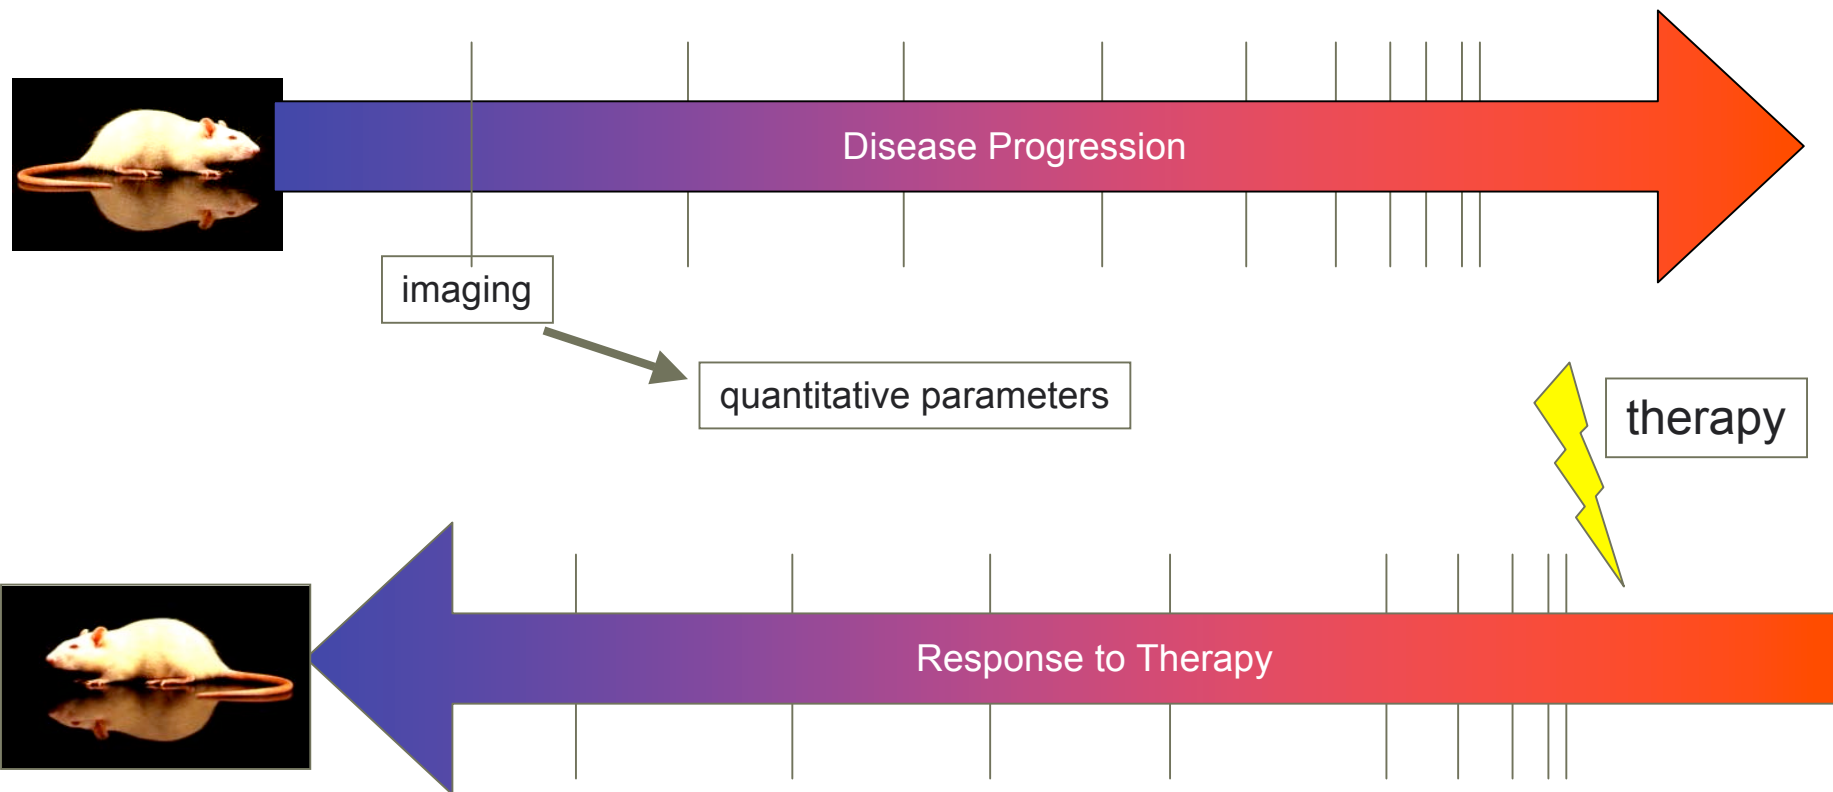 Disease Progression
imaging
quantitative parameters
therapy
Response to Therapy